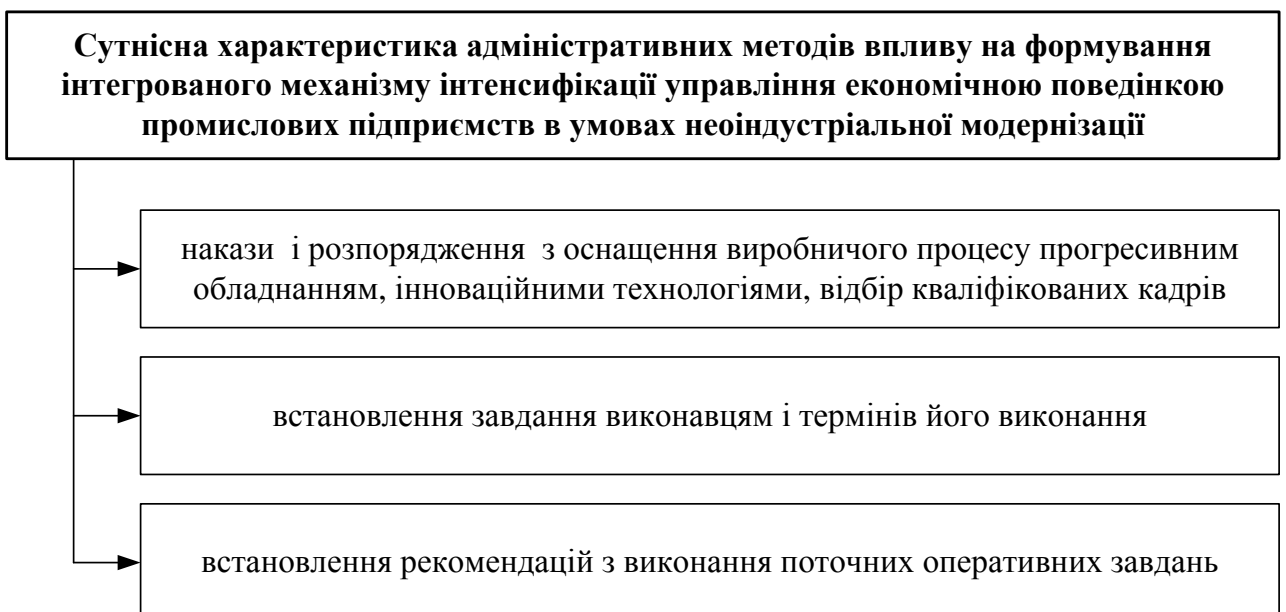 Сутнісна характеристика адміністративних методів впливу на формування
інтегрованого механізму інтенсифікації управління економічною поведінкою
промислових підприємств в умовах неоіндустріальної модернізації
накази і розпорядження з оснащення виробничого процесу прогресивним
обладнанням, інноваційними технологіями, відбір кваліфікованих кадрів
встановлення завдання виконавцям і термінів його виконання
встановлення рекомендацій з виконання поточних оперативних завдань